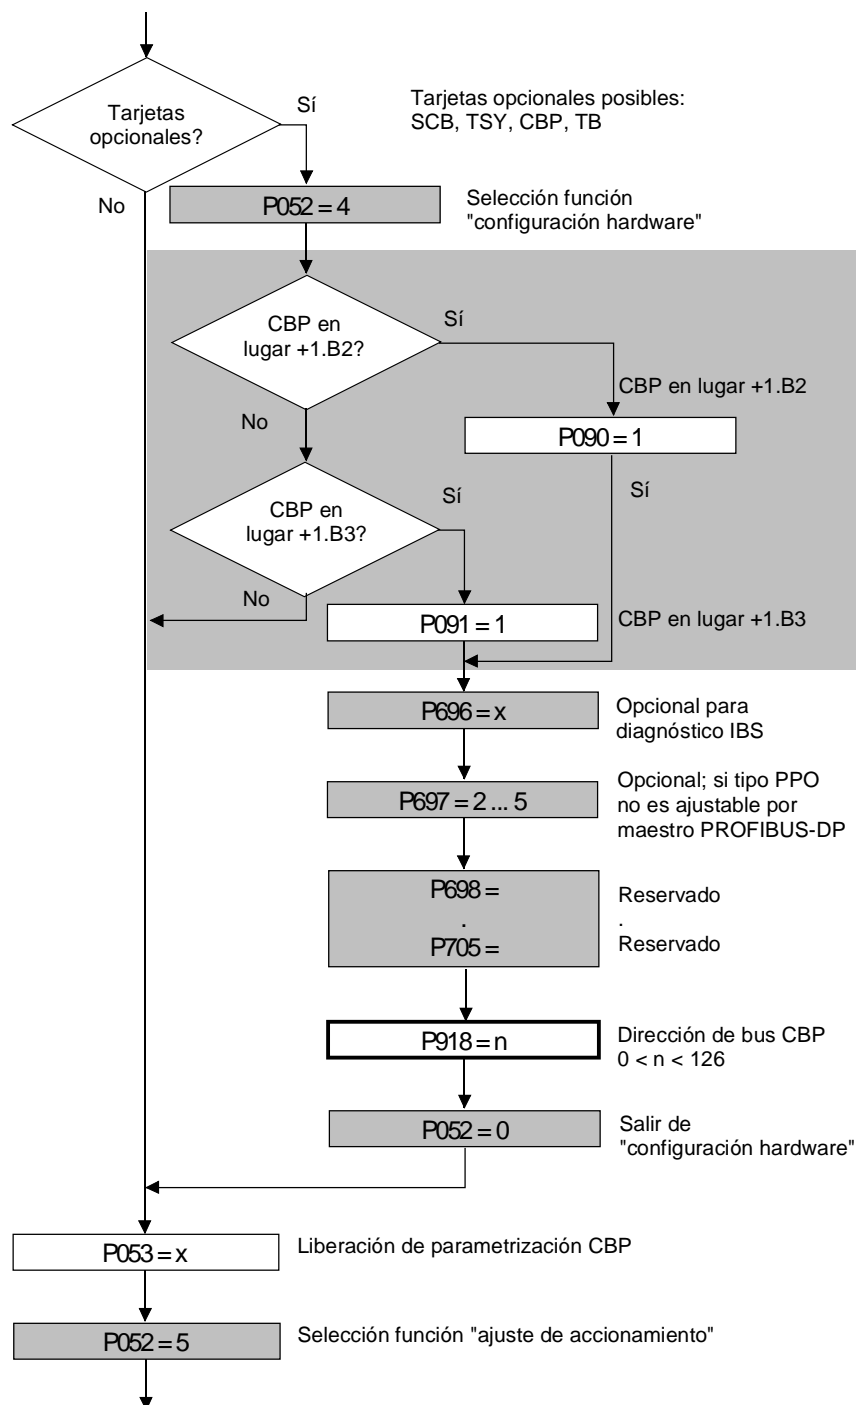 Tarjetas
opcionales?
Sí
Tarjetas opcionales posibles:
SCB, TSY, CBP, TB
No
P052 = 4
Selección función
"configuración hardware"
CBP en
lugar +1.B2?
Sí
CBP en lugar +1.B2
No
P090 = 1
Sí
CBP en
lugar +1.B3?
Sí
No
P091 = 1
CBP en lugar +1.B3
P696 = x
Opcional para
diagnóstico IBS
P697 = 2 ... 5
Opcional; si tipo PPO
no es ajustable por
maestro PROFIBUS-DP
P698 =
.
P705 =
Reservado
.
Reservado
P918 = n
Dirección de bus CBP
0 < n < 126
P052 = 0
Salir de
"configuración hardware"
P053 = x
Liberación de parametrización CBP
P052 = 5
Selección función "ajuste de accionamiento"